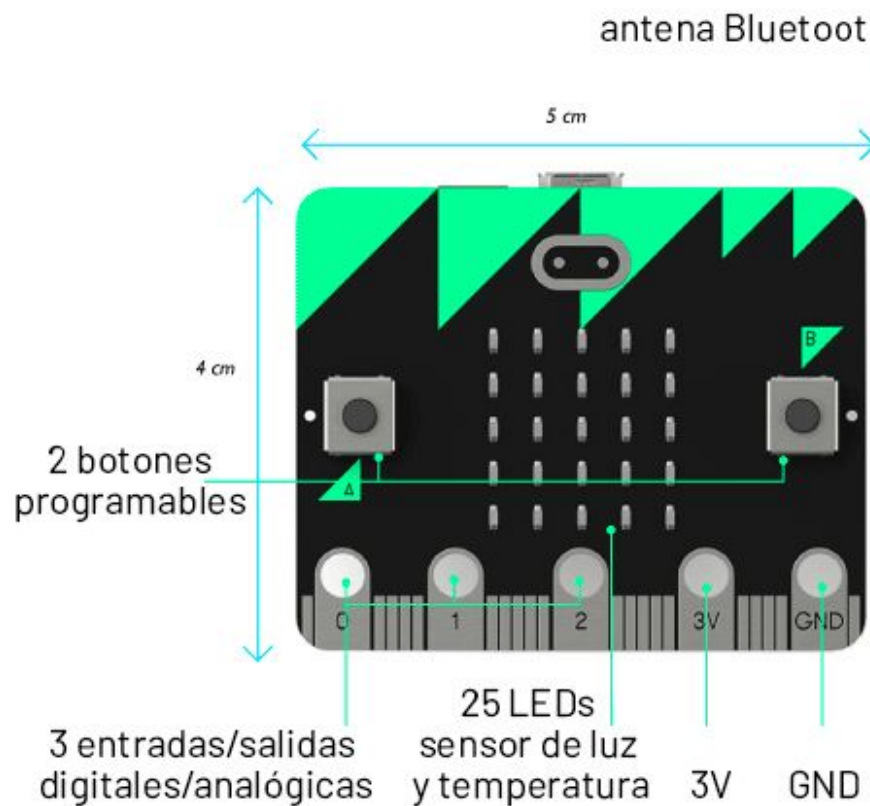 antena Bluetoot
5 cm
4 cm
B
2 botones
programables
A
0 1 2 3V GND
3 entradas/salidas
digitales/analógicas
25 LEDs
sensor de luz
y temperatura
3V
GND